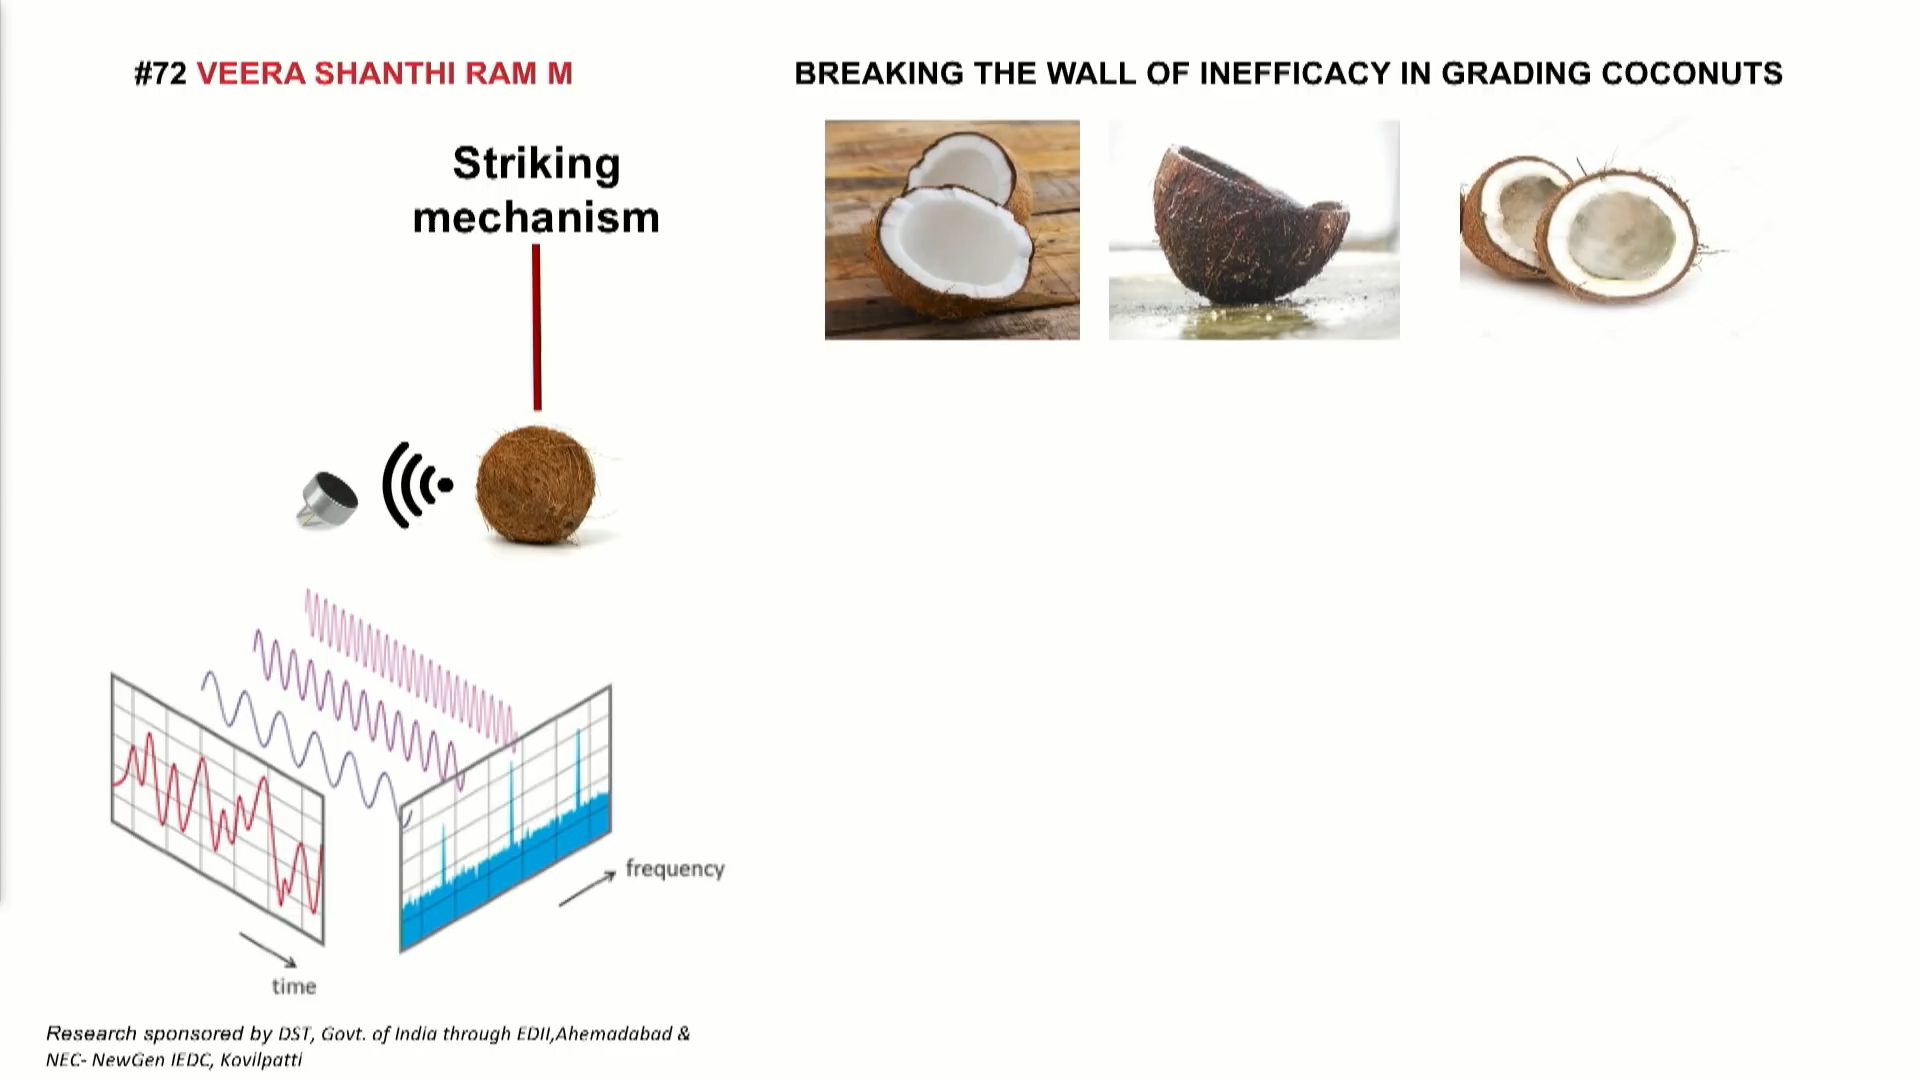 #72 VEERA SHANTHI RAM M
BREAKING THE WALL OF INEFFICACY IN GRADING COCONUTS
Striking
mechanism
frequency
time
Research sponsored by DST, Govt. of India through EDII,Ahemadabad &
NEC- NewGen IEDC, Kovilpatti